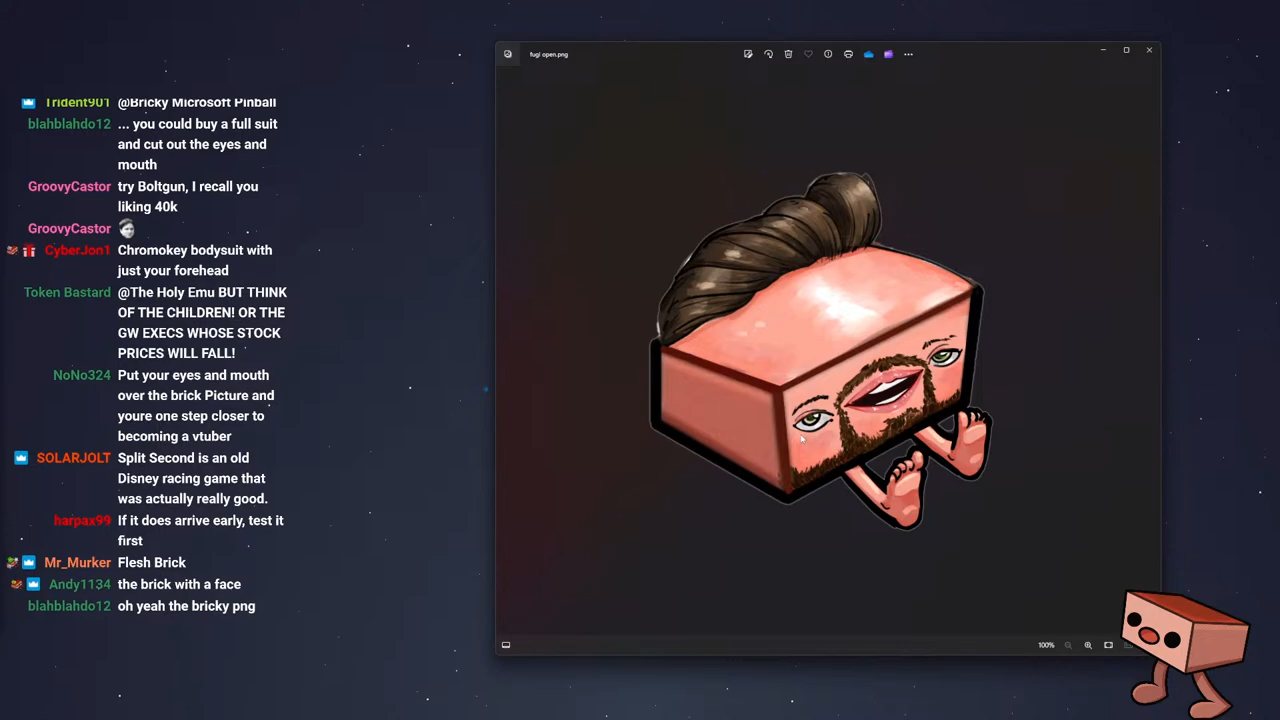 fugi open.png
Trident901 @Bricky Microsoft Pinball
blahblahdo12 ... you could buy a full suit
and cut out the eyes and
mouth
GroovyCastor try Boltgun, I recall you
liking 40k
GroovyCastor
CyberJon1 Chromokey bodysuit with
just your forehead
Token Bastard @The Holy Emu BUT THINK
OF THE CHILDREN! OR THE
GW EXECS WHOSE STOCK
PRICES WILL FALL!
NoNo324 Put your eyes and mouth
over the brick Picture and
youre one step closer to
becoming a vtuber
SOLARJOLT Split Second is an old
Disney racing game that
was actually really good.
harpax99 If it does arrive early, test it
first
Mr_Murker Flesh Brick
Andy1134 the brick with a face
blahblahdo12 oh yeah the bricky png
100%